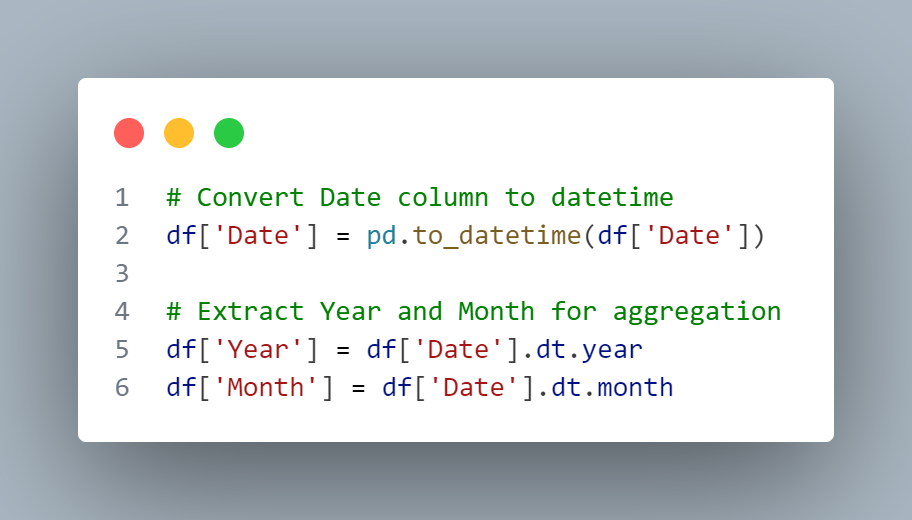 1 # Convert Date column to datetime
2 df['Date'] = pd.to_datetime(df['Date'])
3
4 # Extract Year and Month for aggregation
5 df['Year'] = df['Date'].dt.year
6 df['Month'] = df['Date'].dt.month